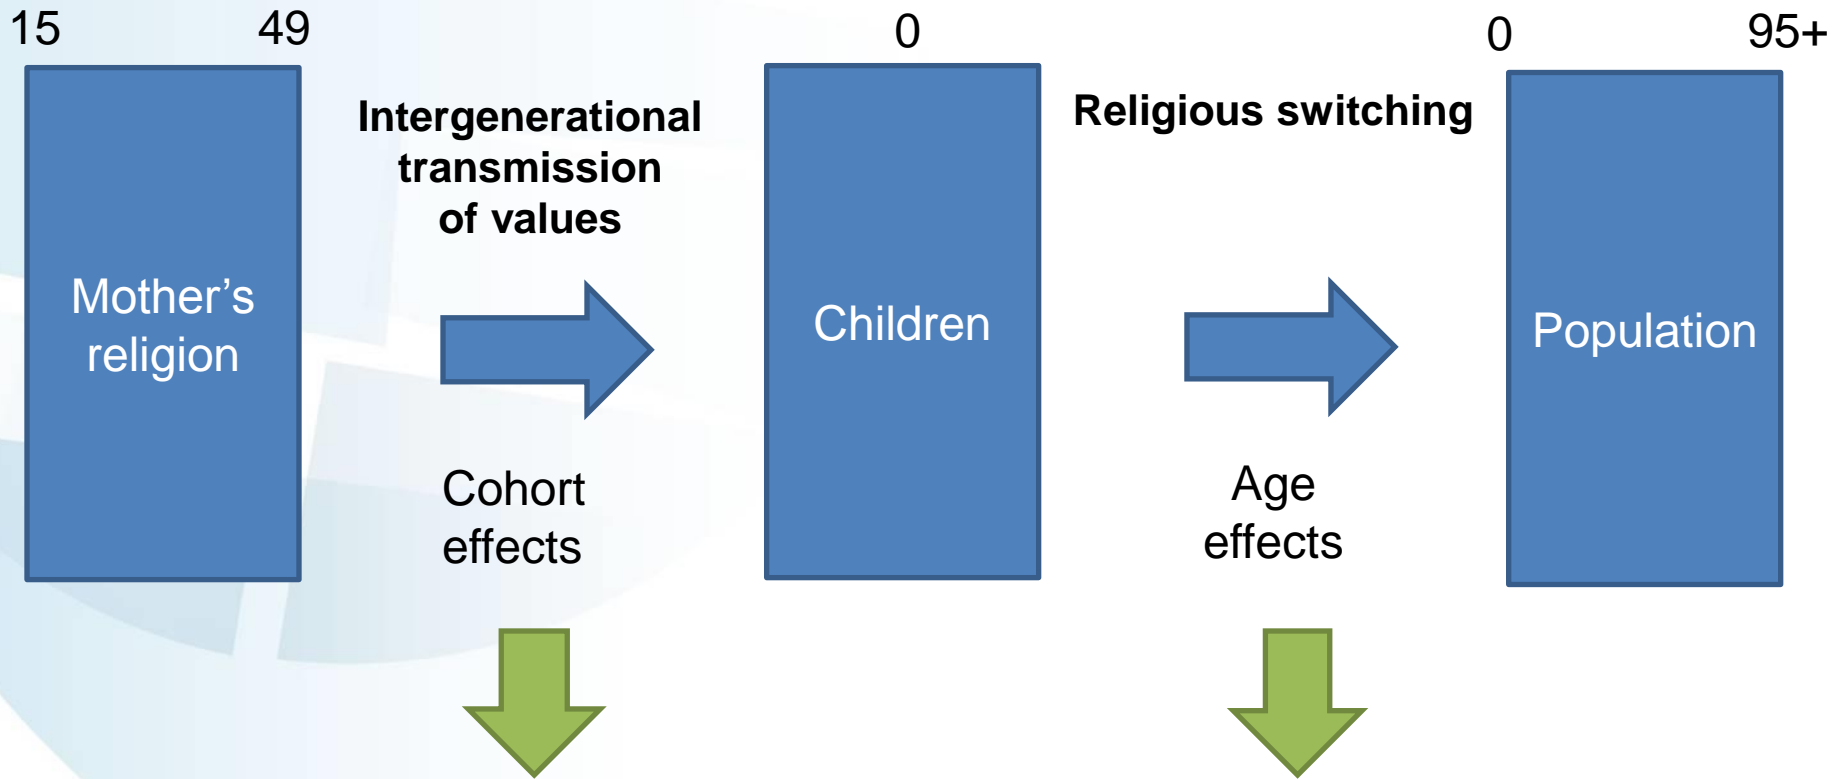 15
49
0
0
95+
Intergenerational
transmission
of values
Religious switching
Mother’s
religion
Children
Population
Cohort
effects
Age
effects